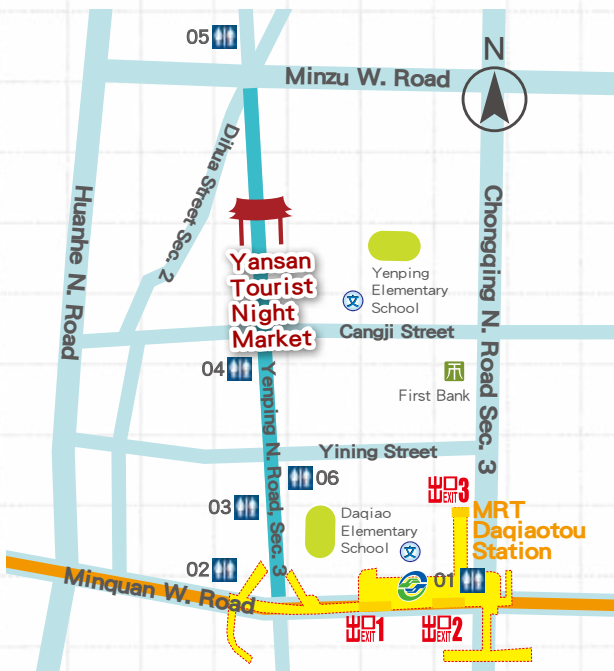 05
N
Minzu W. Road
Dihua Street Sec. 2
Huanhe N. Road
Chongqing N. Road Sec. 3
Yansan
Tourist
Night
Market
Yenping
Elementary
School
文
Cangji Street
04
First Bank
Yenping N. Road, Sec. 3
Yining Street
06
03
出口3
EXIT
MRT
Daqiaotou
Station
Daqiao
Elementary
School
文
02
01
Minquan W. Road
出口1
EXIT
出口2
EXIT